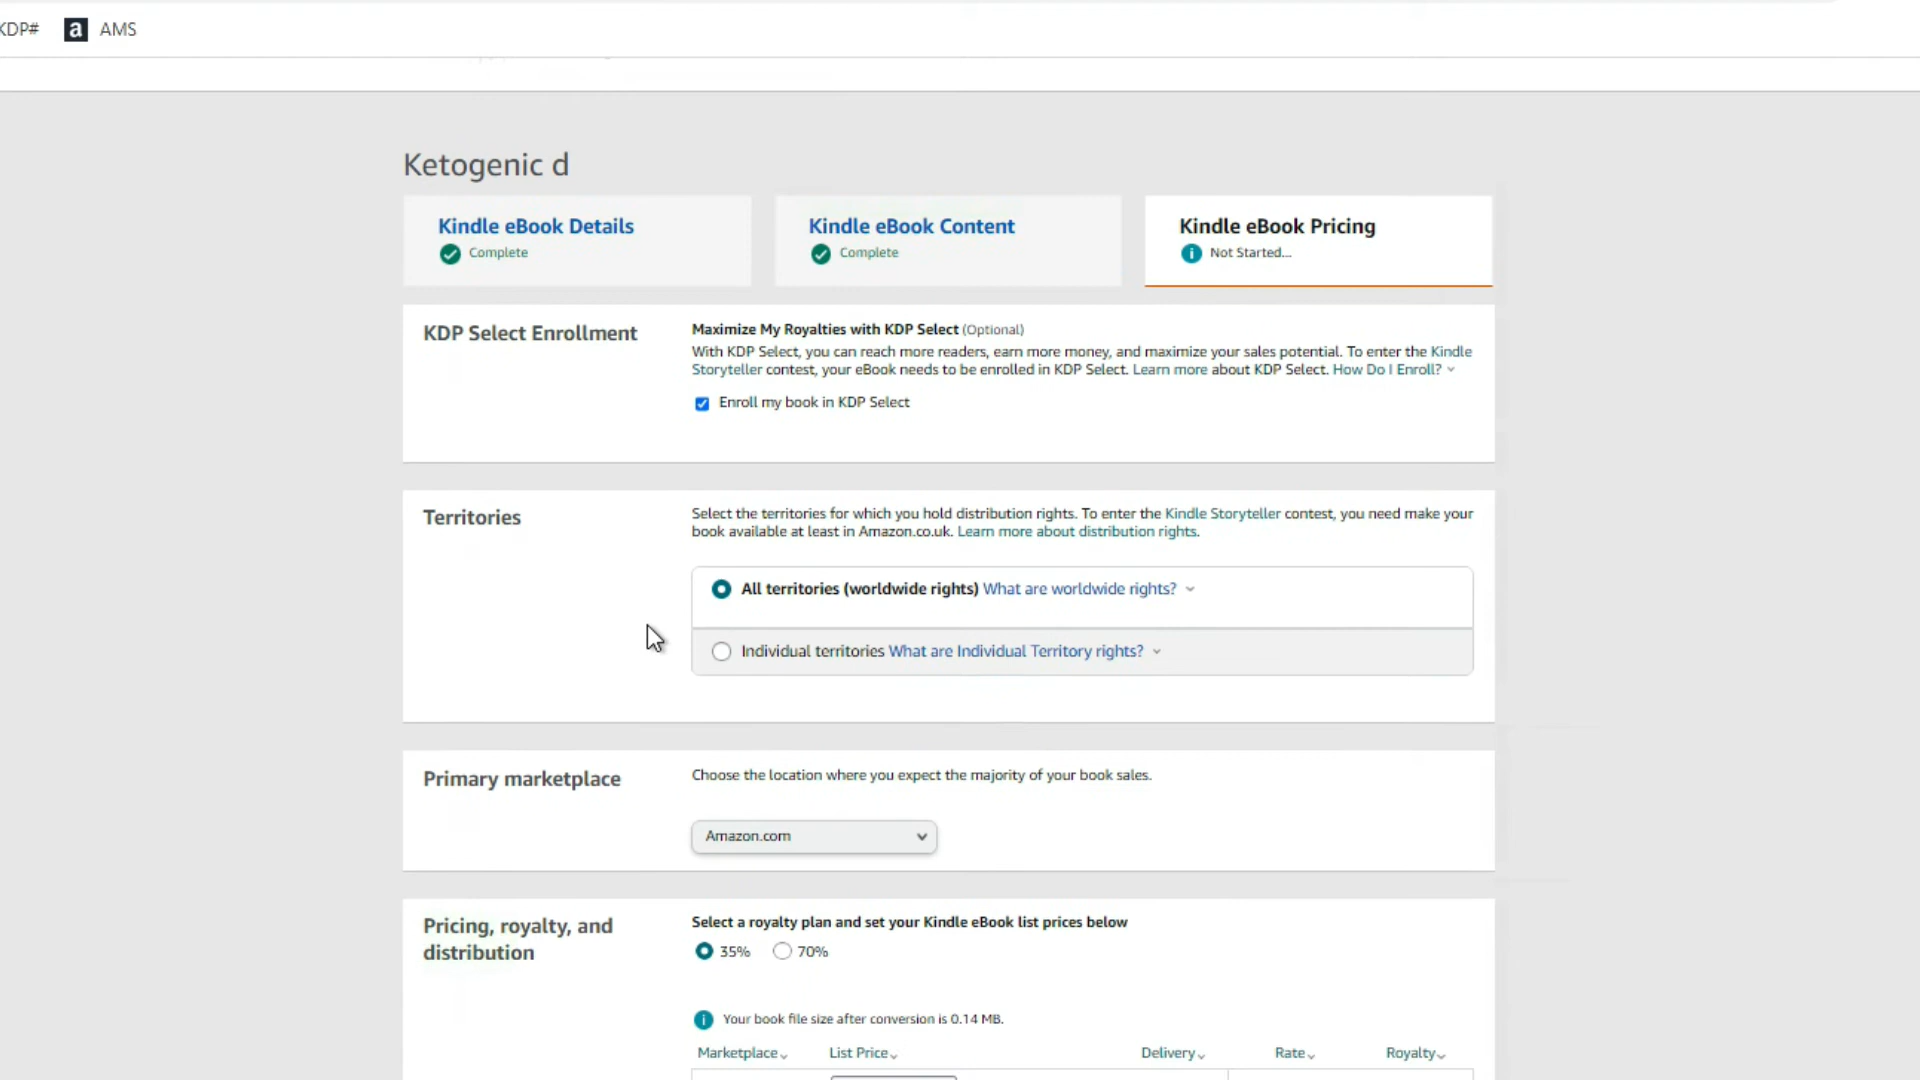 KDP# a AMS
Ketogenic d
Kindle eBook Details
Complete
Kindle eBook Content
Complete
Kindle eBook Pricing
i Not Started...
KDP Select Enrollment
Maximize My Royalties with KDP Select (Optional)
With KDP Select, you can reach more readers, earn more money, and maximize your sales potential. To enter the Kindle
Storyteller contest, your eBook needs to be enrolled in KDP Select. Learn more about KDP Select. How Do I Enroll?
Enroll my book in KDP Select
Territories
Select the territories for which you hold distribution rights. To enter the Kindle Storyteller contest, you need make your
book available at least in Amazon.co.uk. Learn more about distribution rights.
All territories (worldwide rights) What are worldwide rights?
Individual territories What are Individual Territory rights?
Primary marketplace
Choose the location where you expect the majority of your book sales.
Amazon.com
Pricing, royalty, and
distribution
Select a royalty plan and set your Kindle eBook list prices below
35% 70%
i Your book file size after conversion is 0.14 MB.
Marketplace List Price Delivery Rate Royalty